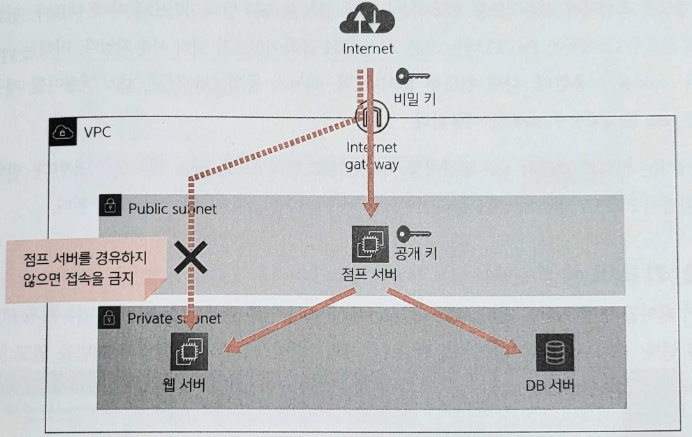 Internet
비밀 키
VPC
Internet
gateway
Public subnet
점프 서버를 경유하지
않으면 접속을 금지
공개 키
점프 서버
Private subnet
웹 서버
DB 서버